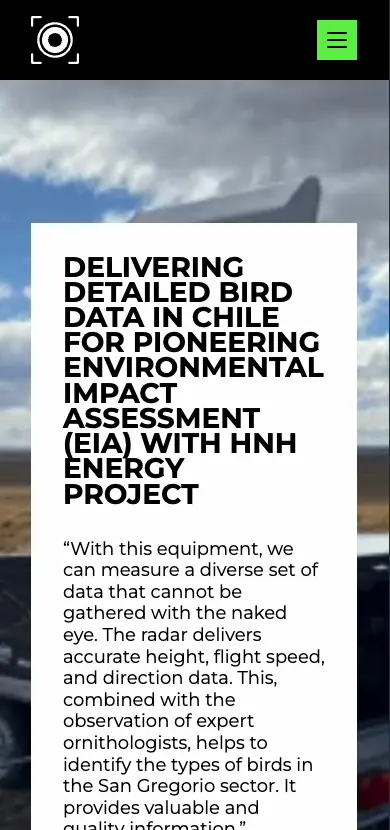 DELIVERING
DETAILED BIRD
DATA IN CHILE
FOR PIONEERING
ENVIRONMENTAL
IMPACT
ASSESSMENT
(EIA) WITH HNH
ENERGY
PROJECT
“With this equipment, we
can measure a diverse set of
data that cannot be
gathered with the naked
eye. The radar delivers
accurate height, flight speed,
and direction data. This,
combined with the
observation of expert
ornithologists, helps to
identify the types of birds in
the San Gregorio sector. It
provides valuable and
quality information.”